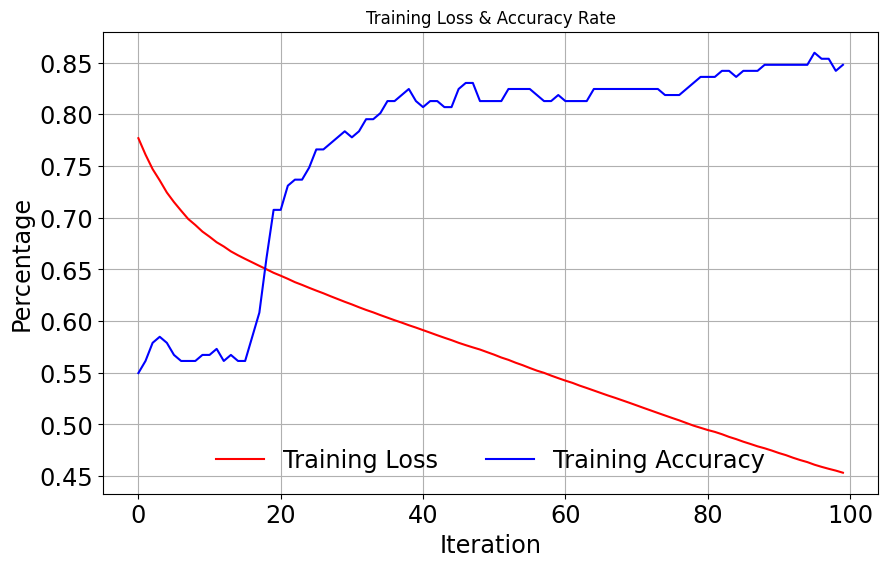 Training Loss & Accuracy Rate
Percentage
0.85
0.80
0.75
0.70
0.65
0.60
0.55
0.50
0.45
Training Loss
Training Accuracy
0 20 40 60 80 100
Iteration